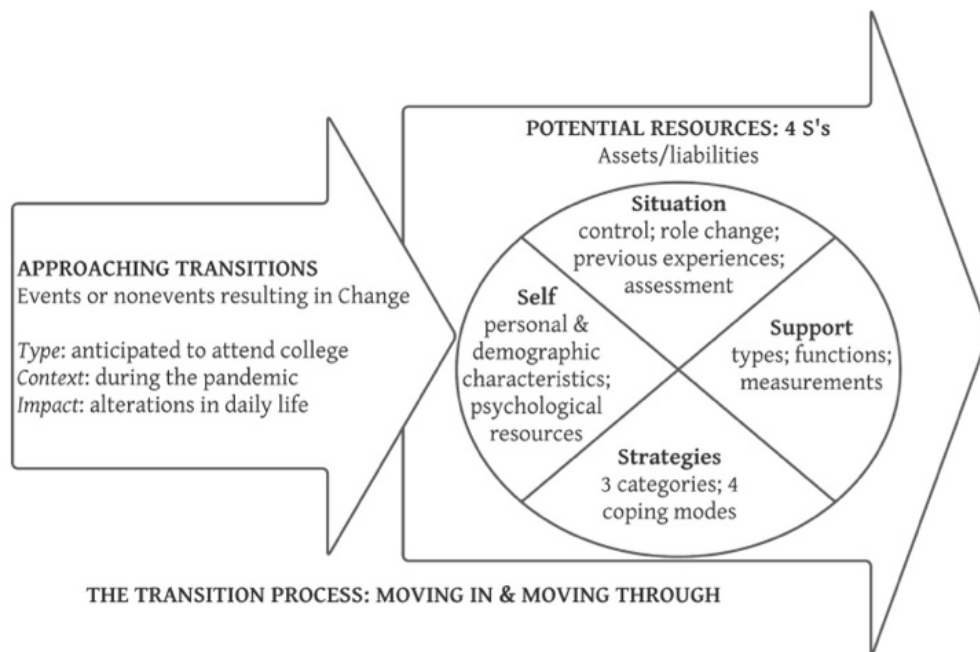 POTENTIAL RESOURCES: 4 S's
Assets/liabilities
APPROACHING TRANSITIONS
Events or nonevents resulting in Change
Type: anticipated to attend college
Context: during the pandemic
Impact: alterations in daily life
Situation
control; role change;
previous experiences;
assessment
Self
personal &
demographic
characteristics;
psychological
resources
Support
types; functions;
measurements
Strategies
3 categories; 4
coping modes
THE TRANSITION PROCESS: MOVING IN & MOVING THROUGH